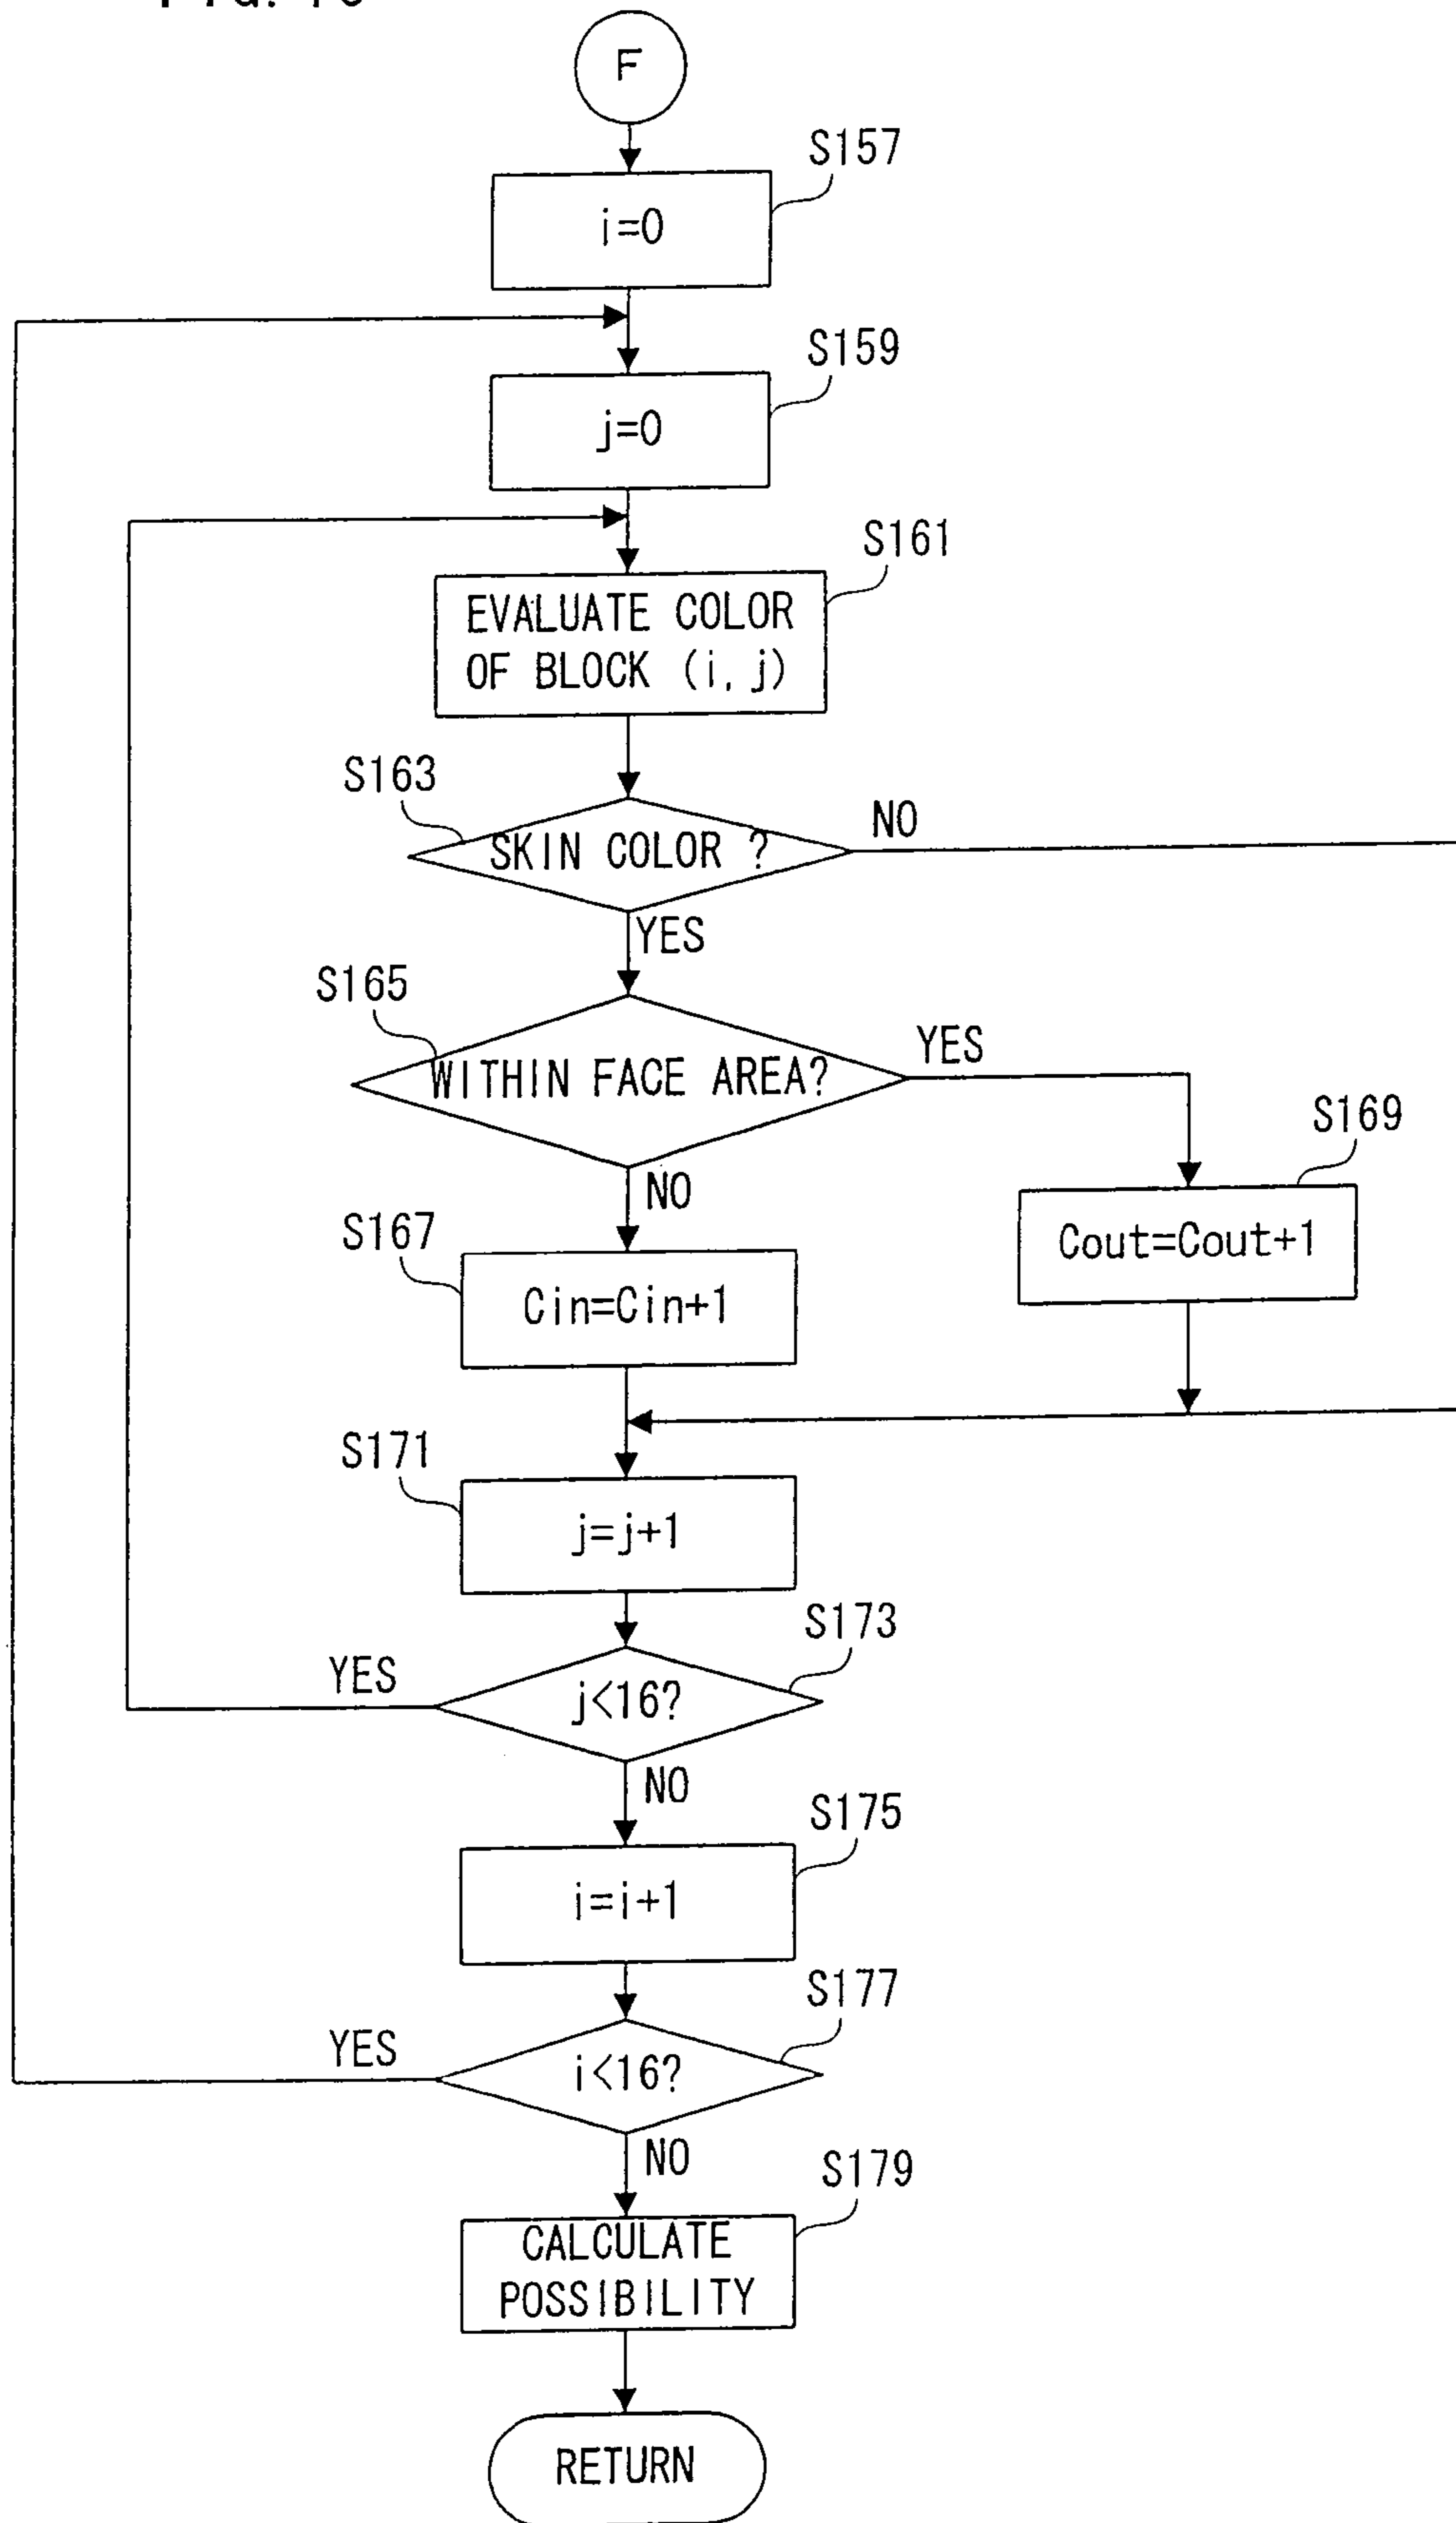 F
S157
i=0
S159
j=0
S161
EVALUATE COLOR
OF BLOCK (i, j)
S163
SKIN COLOR ?
NO
YES
S165
WITHIN FACE AREA?
YES
S169
NO
Cout=Cout+1
S167
Cin=Cin+1
S171
j=j+1
S173
YES
j<16?
NO
S175
i=i+1
S177
YES
i<16?
NO
S179
CALCULATE
POSSIBILITY
RETURN